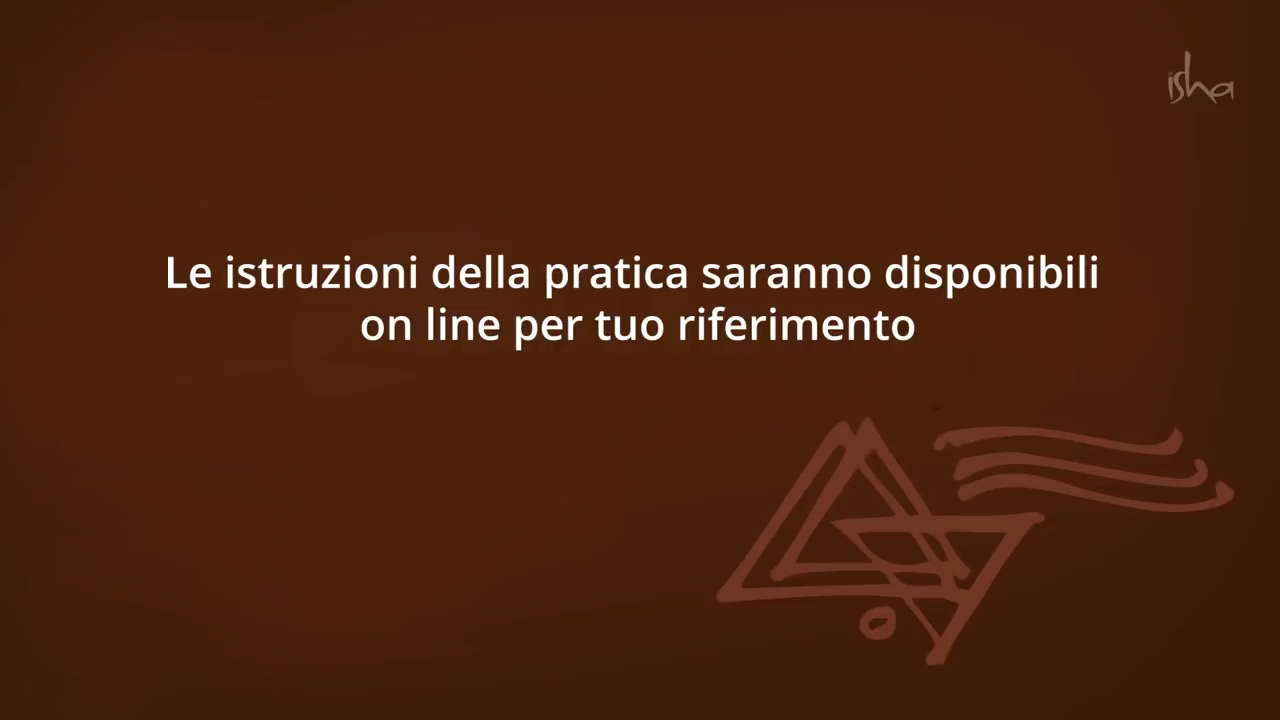 isha
Le istruzioni della pratica saranno disponibili
on line per tuo riferimento